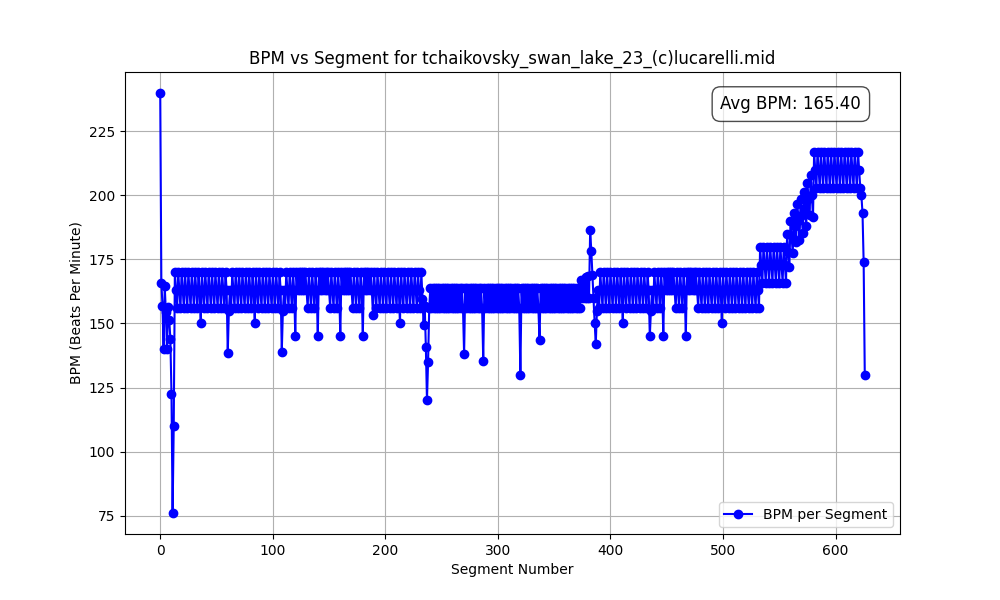 BPM vs Segment for tchaikovsky_swan_lake_23_(c)lucarelli.mid
Avg BPM: 165.40
BPM (Beats Per Minute)
225
200
175
150
125
100
75
0 100 200 300 400 500 600
Segment Number
BPM per Segment